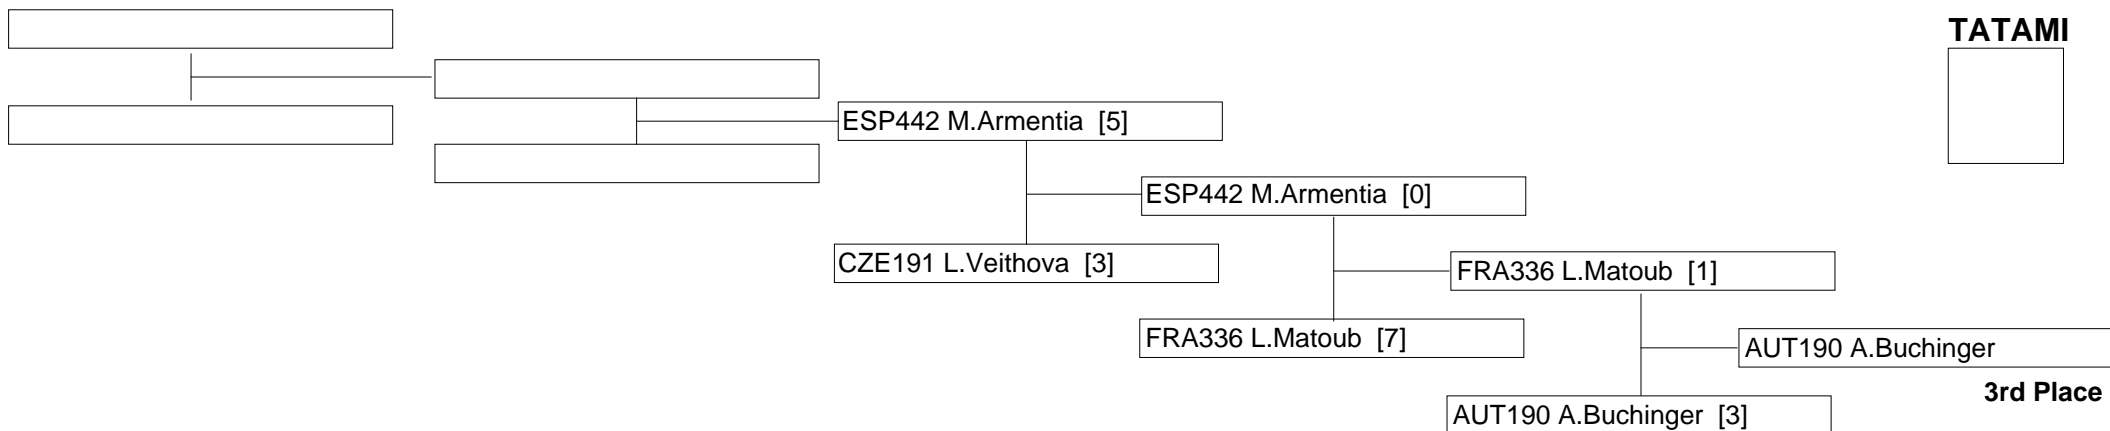 TATAMI
ESP442 M.Armentia  [5]
ESP442 M.Armentia  [0]
CZE191 L.Veithova  [3]
FRA336 L.Matoub  [1]
FRA336 L.Matoub  [7]
AUT190 A.Buchinger
3rd Place
AUT190 A.Buchinger  [3]